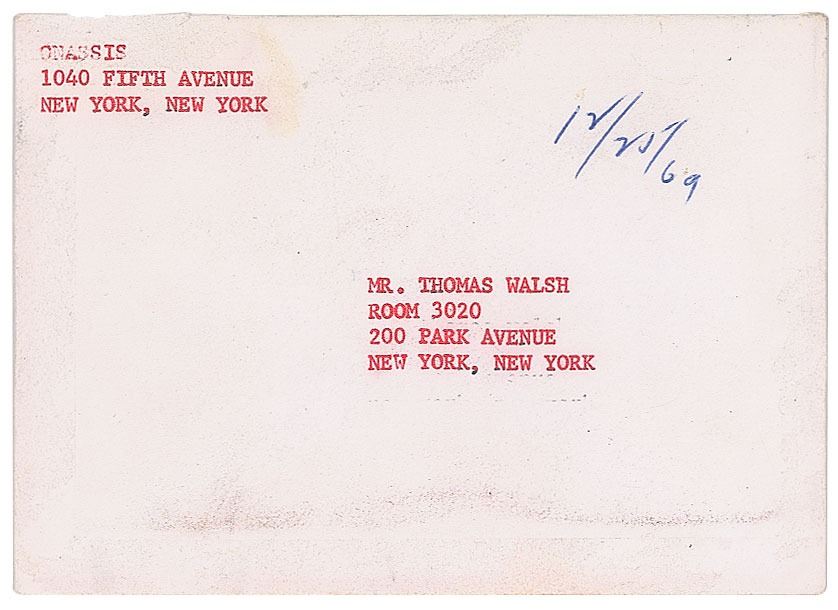 ONASSIS
1040 FIFTH AVENUE
NEW YORK, NEW YORK
12/25/69
MR. THOMAS WALSH
ROOM 3020
200 PARK AVENUE
NEW YORK, NEW YORK